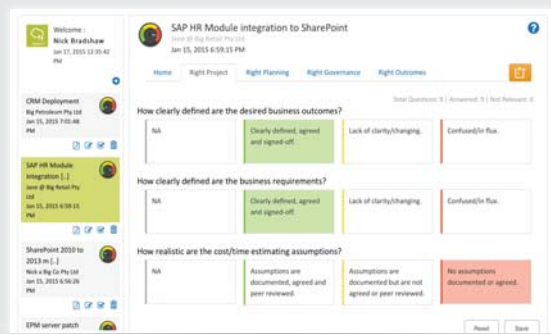 Welcome :
Nick Bradshaw
Jan 17, 2015 12:35:42
PM
CRM Deployment
Big Petroleum Pty Ltd
Jan 15, 2015 7:01:48
PM
SAP HR Module
Integration [..]
Jane @ Big Retail Pty
Ltd
Jan 15, 2015 6:59:15
PM
SharePoint 2010 to
2013 m [..]
Nick x Big Co Pty Ltd
Jan 15, 2015 6:56:26
PM
EPM server patch
SAP HR Module integration to SharePoint
Jane @ Big Retail Pty Ltd
Jan 15, 2015 6:59:15 PM
?
Home Right Project Right Planning Right Governance Right Outcomes
Total Questions: 9 | Answered: 9 | Not Relevant: 0
How clearly defined are the desired business outcomes?
NA
Clearly defined, agreed
and signed-off.
Lack of clarity/changing.
Confused/in flux.
How clearly defined are the business requirements?
NA
Clearly defined, agreed
and signed-off.
Lack of clarity/changing.
Confused/in flux.
How realistic are the cost/time estimating assumptions?
NA
Assumptions are
documented, agreed and
peer reviewed.
Assumptions are
documented but are not
agreed or peer reviewed.
No assumptions
documented or agreed.
Reset Save